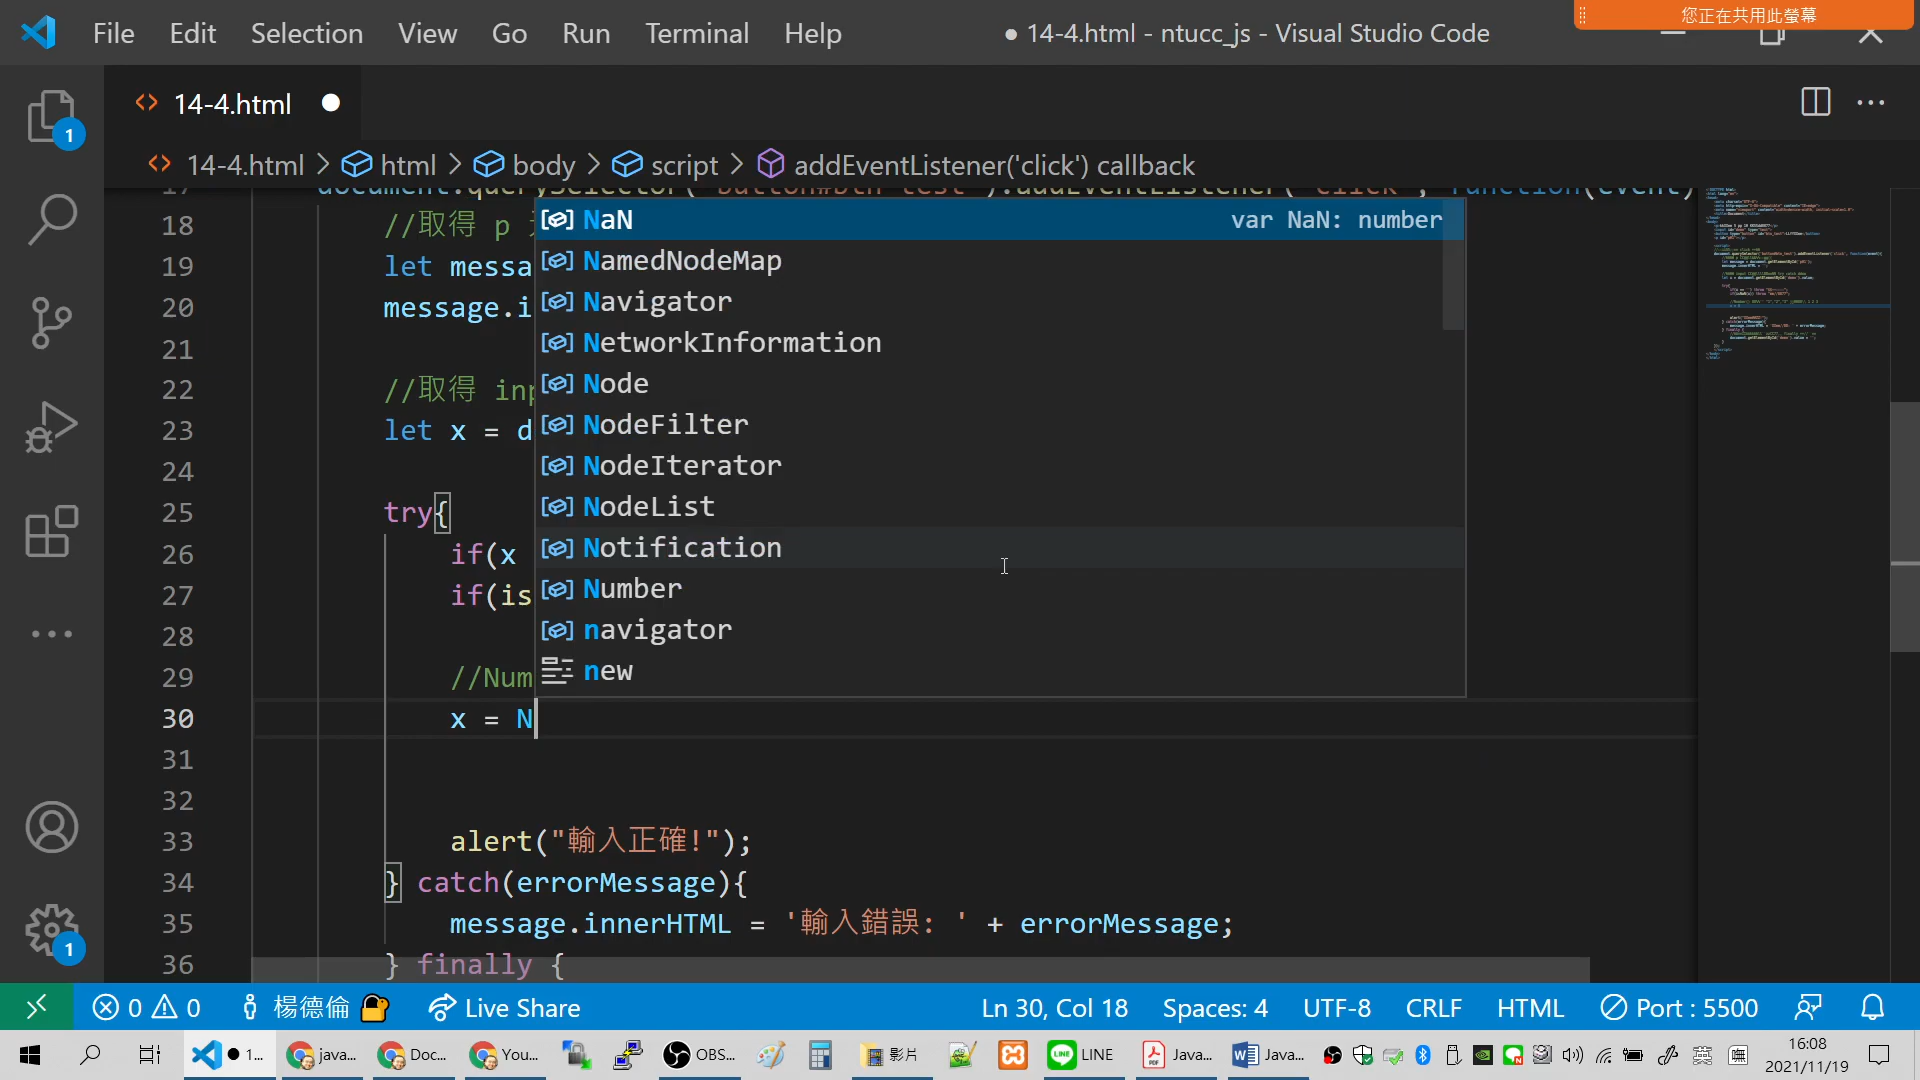 File Edit Selection View Go Run Terminal Help
● 14-4.html - ntucc_js - Visual Studio Code
您正在共用此螢幕
14-4.html
14-4.html > html > body > script > addEventListener('click') callback
18 //取得 p
19 let messa
20 message.i
21
22 //取得 inp
23 let x = d
24
25 try{
26 if(x
27 if(is
28
29 //Num
30 x = N
31
32
33 alert("輸入正確!");
34 } catch(errorMessage){
35 message.innerHTML = '輸入錯誤: ' + errorMessage;
36 } finally {
NaN var NaN: number
NamedNodeMap
Navigator
NetworkInformation
Node
NodeFilter
NodeIterator
NodeList
Notification
Number
navigator
new
1
1
0 0 楊德倫 Live Share Ln 30, Col 18 Spaces: 4 UTF-8 CRLF HTML Port : 5500
● 1... java... Doc... You... OBS... 影片 LINE Java... Java... 英 16:08
2021/11/19